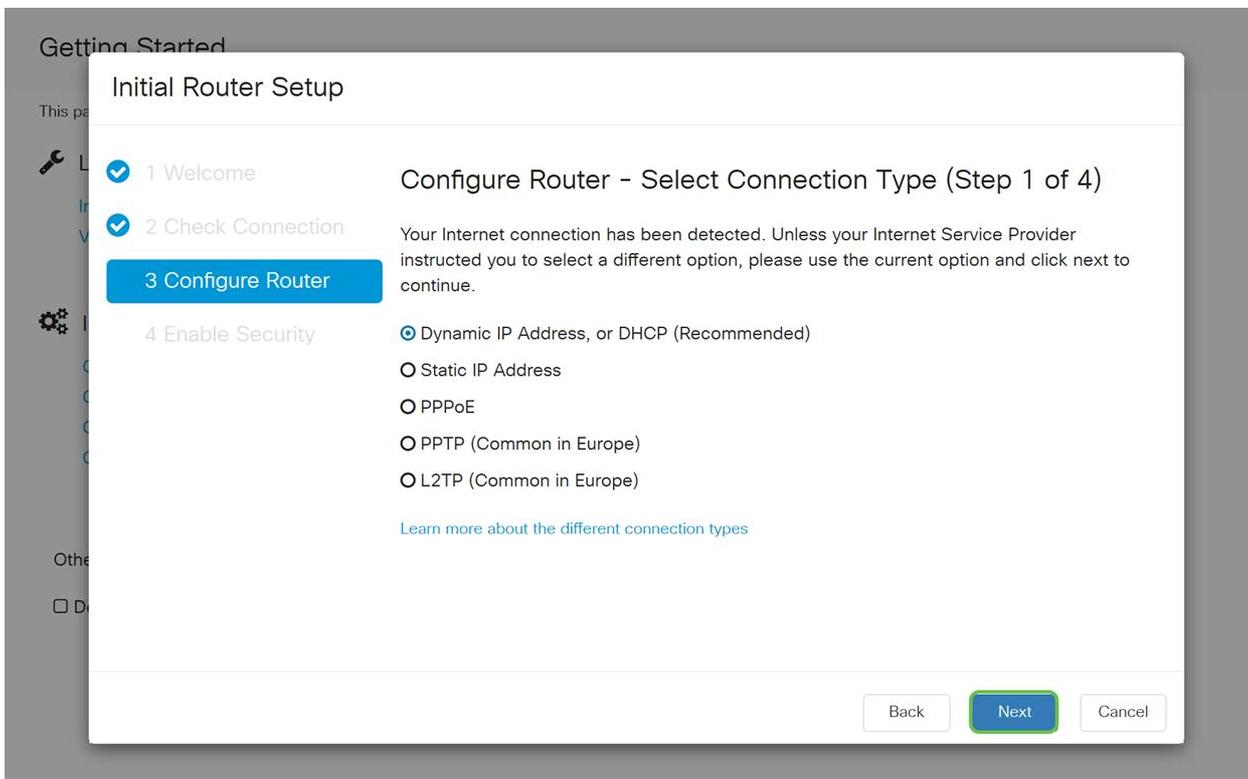 Getting Started
Initial Router Setup
This pa
1 Welcome
2 Check Connection
3 Configure Router
4 Enable Security
Configure Router - Select Connection Type (Step 1 of 4)
Your Internet connection has been detected. Unless your Internet Service Provider
instructed you to select a different option, please use the current option and click next to
continue.
Dynamic IP Address, or DHCP (Recommended)
Static IP Address
PPPoE
PPTP (Common in Europe)
L2TP (Common in Europe)
Learn more about the different connection types
Othe
Back
Next
Cancel